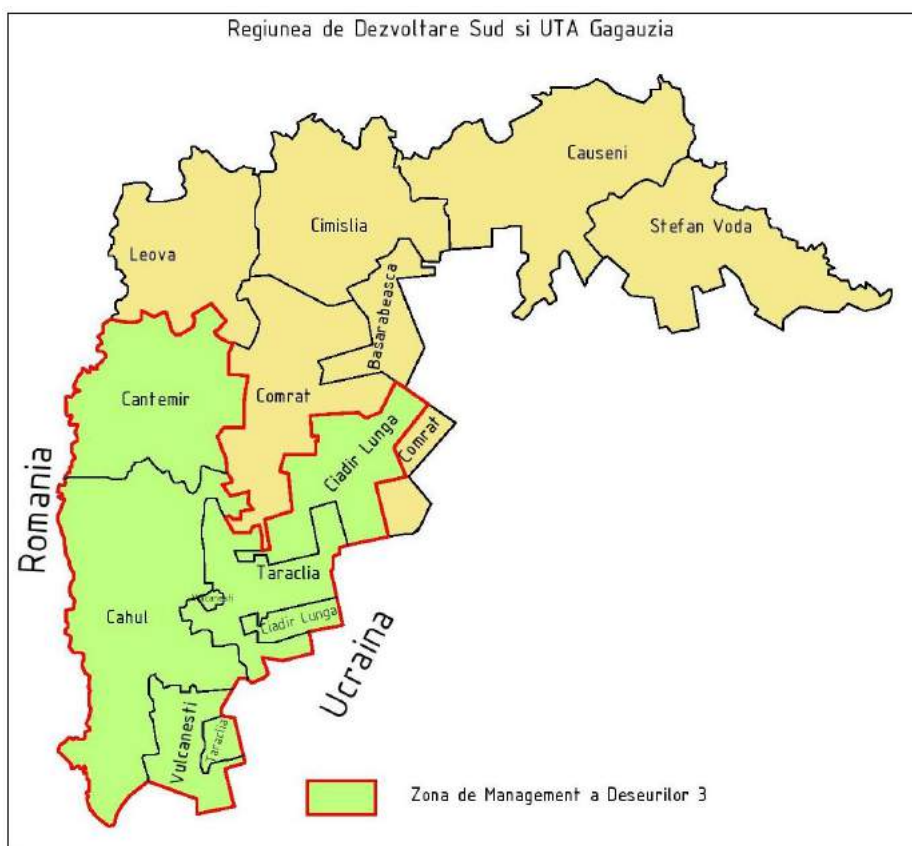 Regiunea de Dezvoltare Sud si UTA Gagauzia
Causeni
Stefan Voda
Cimislia
Leova
Basarabeasca
Cantemir
Comrat
Ciadir Lunga
Comrat
Romania
Taraclia
Cahul
Ciadir Lunga
Ucraina
Vulcanesti
Taraclia
Zona de Management a Deseurilor 3